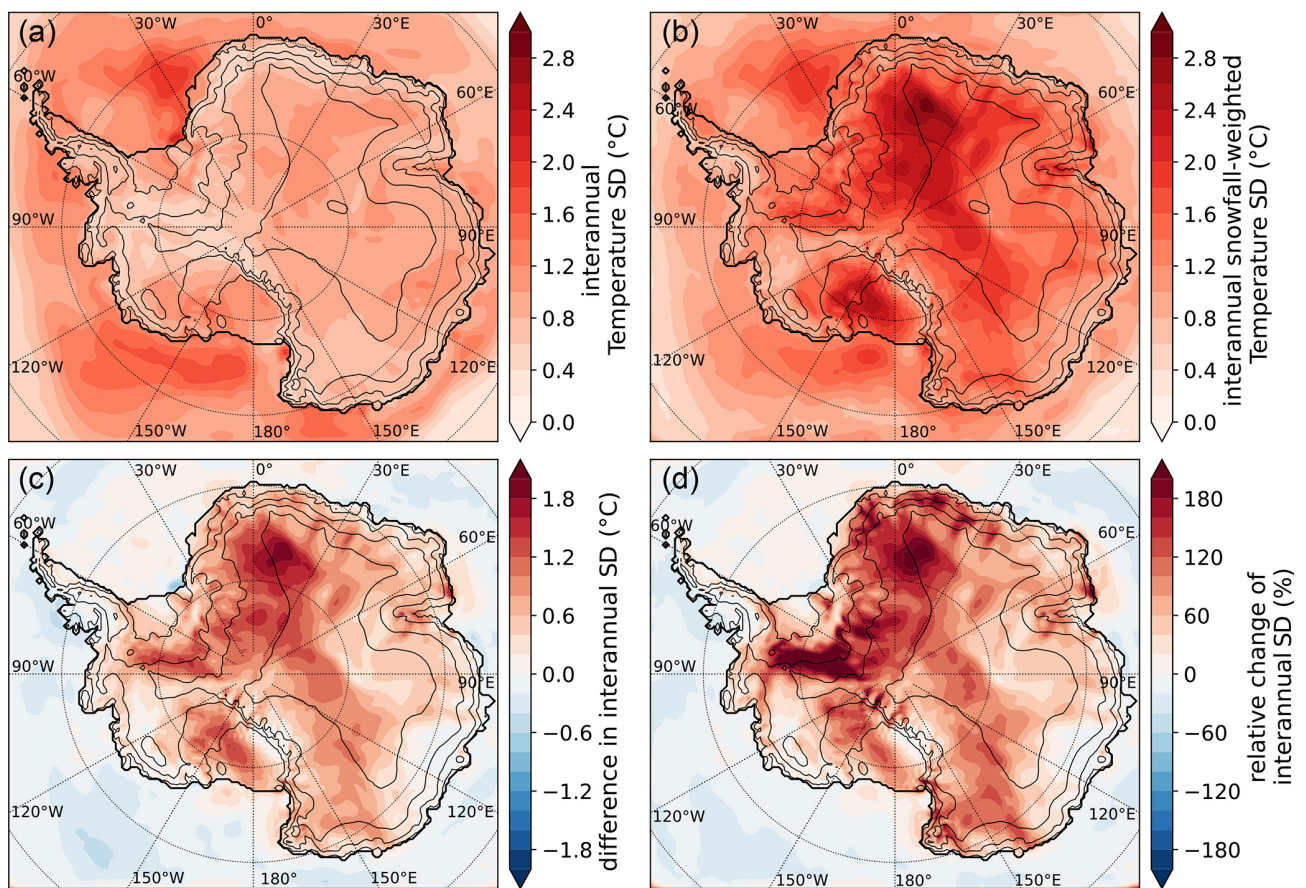 (a)
30°W
0°
30°E
60°W
60°E
90°W
90°E
120°W
120°E
150°W
180°
150°E
2.8
2.4
2.0
1.6
1.2
0.8
0.4
0.0
interannual
Temperature SD (°C)
(b)
30°W
0°
30°E
60°W
60°E
90°W
90°E
120°W
120°E
150°W
180°
150°E
2.8
2.4
2.0
1.6
1.2
0.8
0.4
0.0
interannual snowfall-weighted
Temperature SD (°C)
(c)
30°W
0°
30°E
60°W
60°E
90°W
90°E
120°W
120°E
150°W
180°
150°E
1.8
1.2
0.6
0.0
−0.6
−1.2
−1.8
difference in interannual SD (°C)
(d)
30°W
0°
30°E
60°W
60°E
90°W
90°E
120°W
120°E
150°W
180°
150°E
180
120
60
0
−60
−120
−180
relative change of
interannual SD (%)